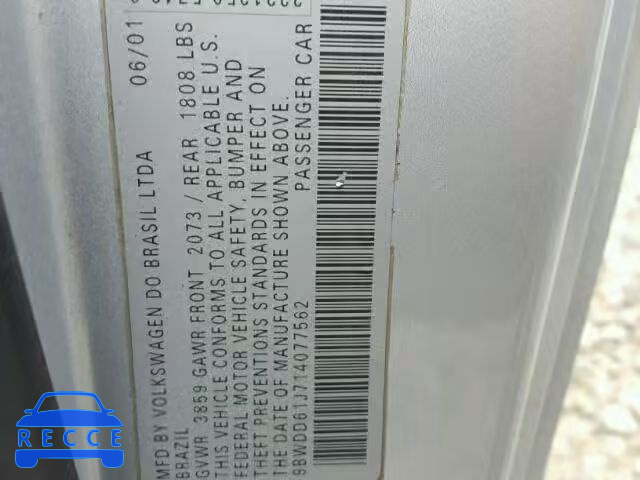 MFD BY VOLKSWAGEN DO BRASIL LTDA 06/01
BRAZIL
GVWR 3859 GAWR FRONT 2073 / REAR 1808 LBS
THIS VEHICLE CONFORMS TO ALL APPLICABLE U.S.
FEDERAL MOTOR VEHICLE SAFETY, BUMPER AND
THEFT PREVENTIONS STANDARDS IN EFFECT ON
THE DATE OF MANUFACTURE SHOWN ABOVE.
9BWDD61J714077562 PASSENGER CAR
RECCE